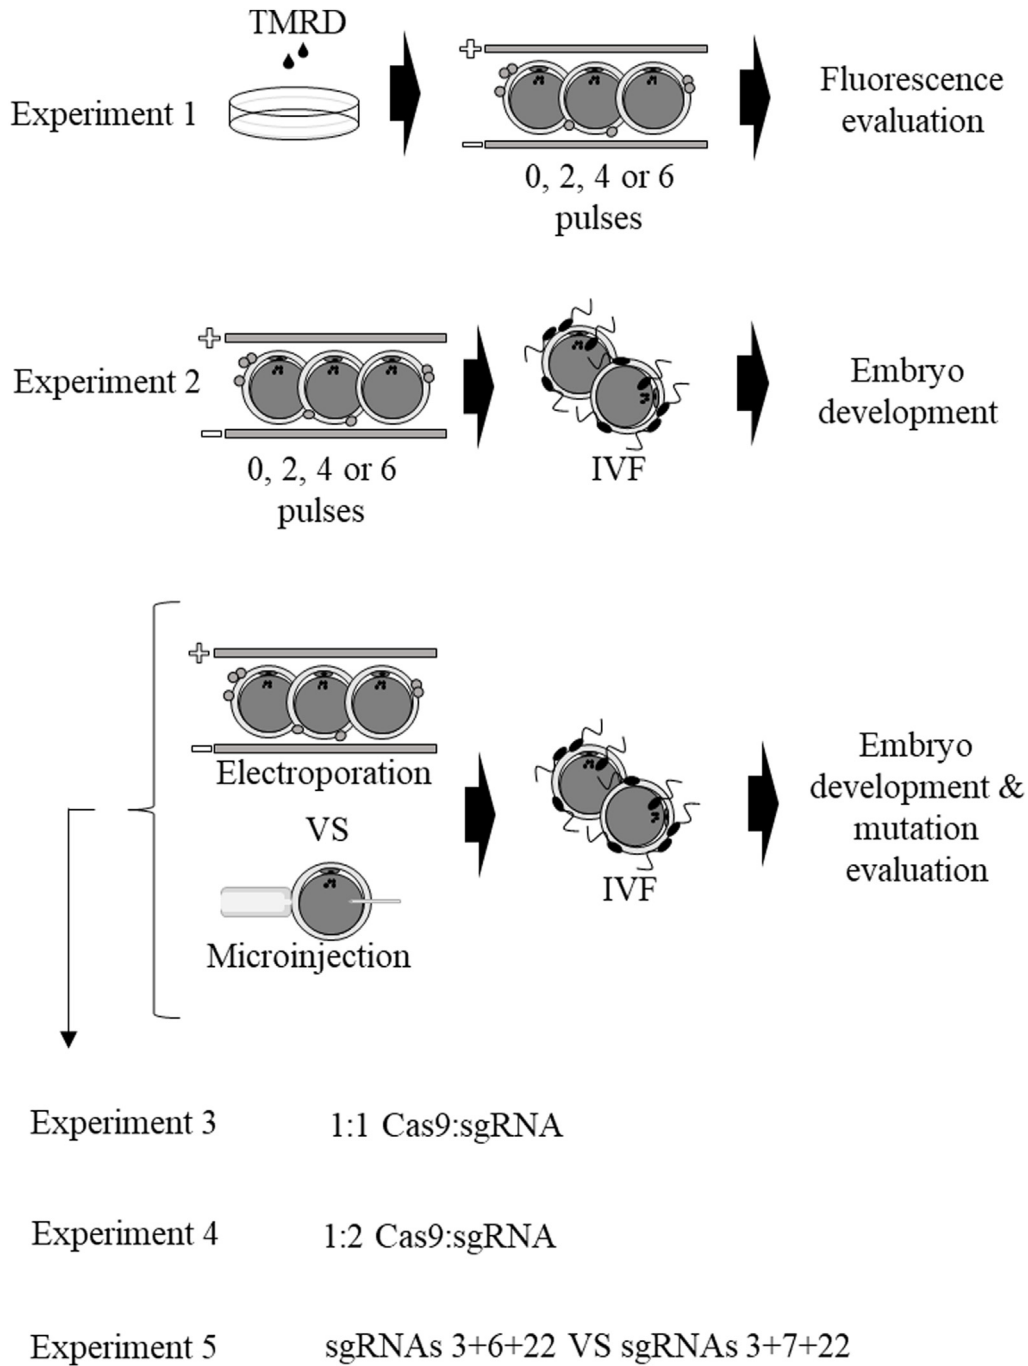 TMRD
Experiment 1
0, 2, 4 or 6
pulses
Fluorescence
evaluation
Experiment 2
0, 2, 4 or 6
pulses
IVF
Embryo
development
Electroporation
VS
Microinjection
IVF
Embryo
development &
mutation
evaluation
Experiment 3 1:1 Cas9:sgRNA
Experiment 4 1:2 Cas9:sgRNA
Experiment 5 sgRNAs 3+6+22 VS sgRNAs 3+7+22